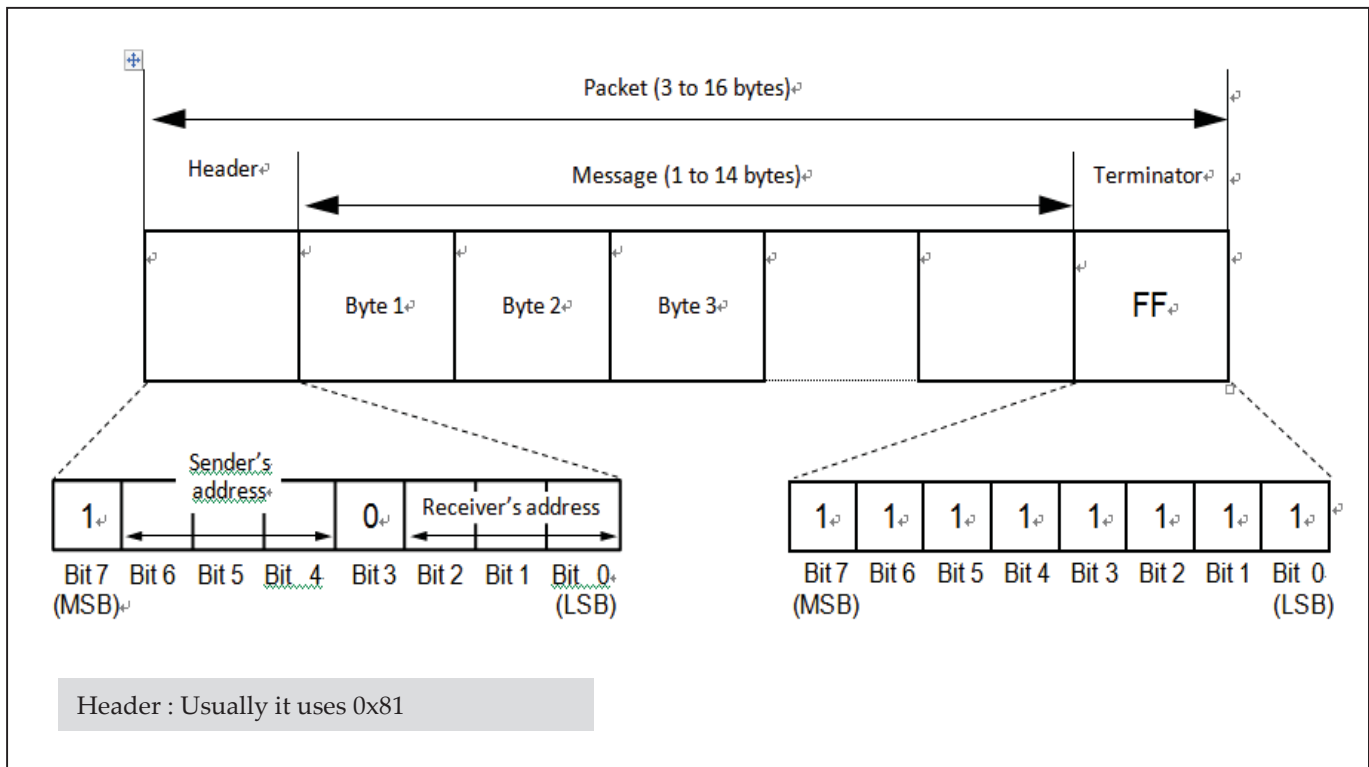 Packet (3 to 16 bytes)
Header
Message (1 to 14 bytes)
Terminator
Byte 1
Byte 2
Byte 3
FF
Sender's
address
1
0
Receiver's address
Bit 7
Bit 6
Bit 5
Bit 4
Bit 3
Bit 2
Bit 1
Bit 0
(MSB)
(LSB)
1 1 1 1 1 1 1 1
Bit 7
Bit 6
Bit 5
Bit 4
Bit 3
Bit 2
Bit 1
Bit 0
(MSB)
(LSB)
Header : Usually it uses 0x81